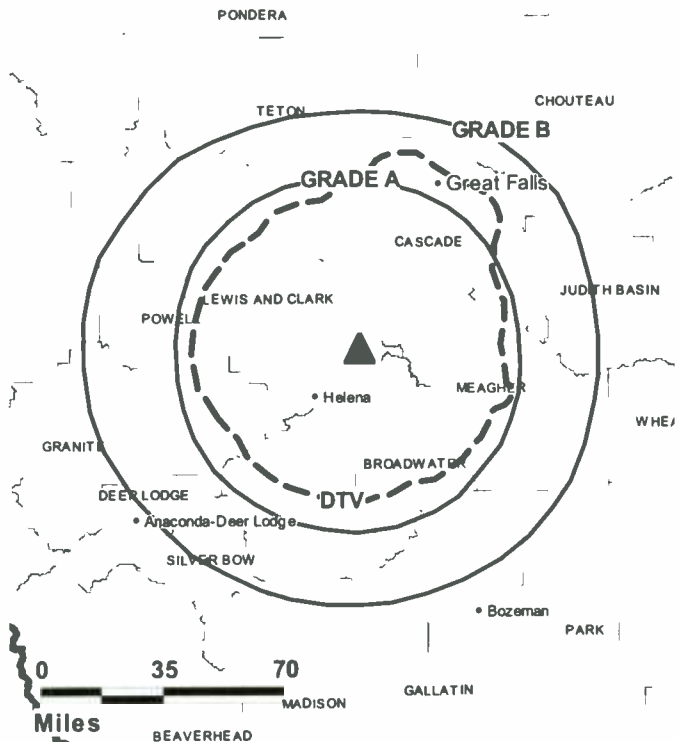 PONDERA
CHOUTEAU
TETON
GRADE B
GRADE A
Great Falls
CASCADE
JUDITH BASIN
LEWIS AND CLARK
POWELL
MEAGHER
Helena
WHEA
GRANITE
BROADWATER
DEER LODGE
DTV
Anaconda-Deer Lodge
SILVER BOW
Bozeman
PARK
0 35 70
GALLATIN
MADISON
Miles
BEAVERHEAD